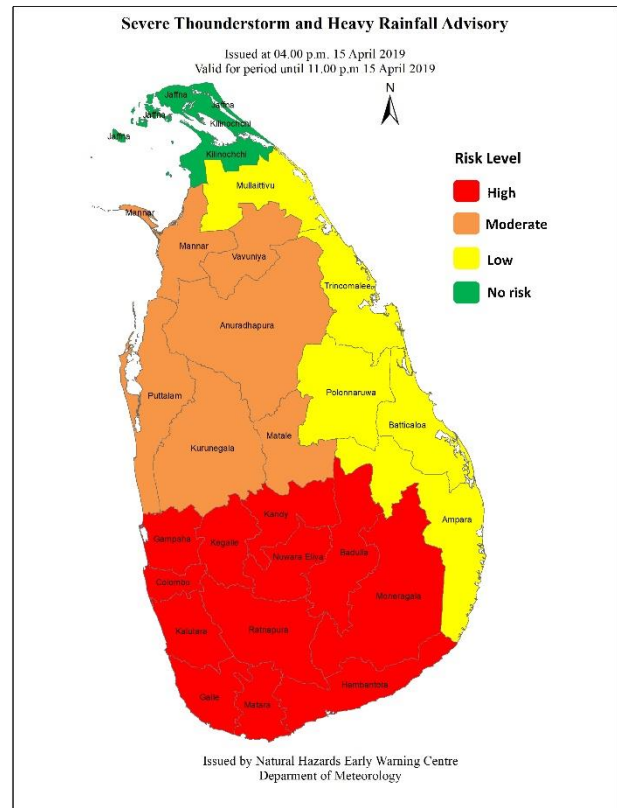 Severe Thounderstorm and Heavy Rainfall Advisory
Issued at 04.00 p.m. 15 April 2019
Valid for period until 11.00 p.m 15 April 2019
N
Jaffna
Jaffna
Jaffna
Kilinochchi
Jaffna
Kilinochchi
Risk Level
High
Moderate
Low
No risk
Mullaittivu
Mannar
Mannar
Vavuniya
Trincomalee
Anuradhapura
Puttalam
Polonnaruwa
Batticaloa
Kurunegala
Matale
Kandy
Ampara
Gampaha
Kegalle
Nuwara Eliya
Badulla
Colombo
Moneragala
Kalutara
Ratnapura
Hambantota
Galle
Matara
Issued by Natural Hazards Early Warning Centre
Deparment of Meteorology